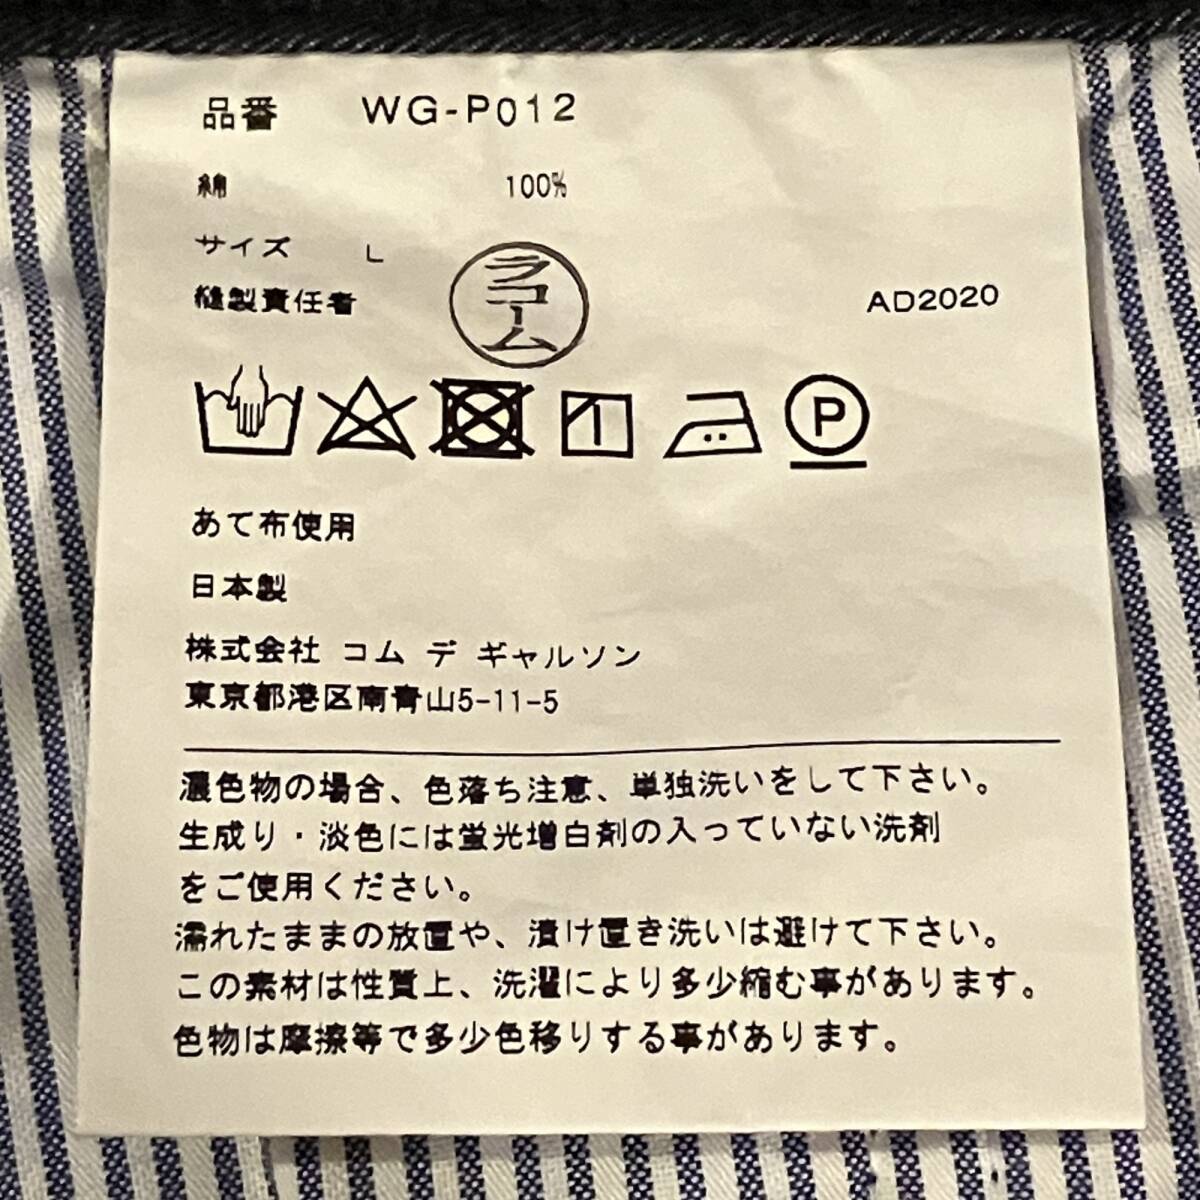 品番 WG-P012
綿 100%
サイズ L
縫製責任者 ラコーム AD2020
P
あて布使用
日本製
株式会社 コム デ ギャルソン
東京都港区南青山5-11-5
濃色物の場合、色落ち注意、単独洗いをして下さい。
生成り・淡色には蛍光増白剤の入っていない洗剤
をご使用ください。
濡れたままの放置や、漬け置き洗いは避けて下さい。
この素材は性質上、洗濯により多少縮む事があります。
色物は摩擦等で多少色移りする事があります。